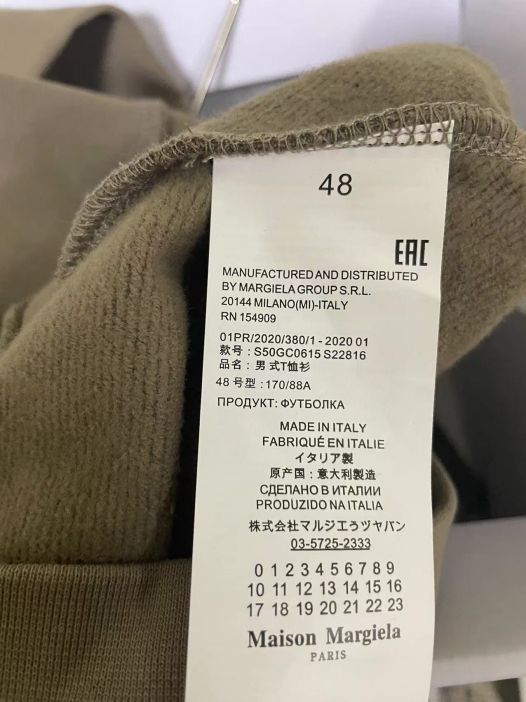 48
EAC
MANUFACTURED AND DISTRIBUTED
BY MARGIELA GROUP S.R.L.
20144 MILANO(MI)-ITALY
RN 154909
01PR/2020/380/1 - 2020 01
款号 : S50GC0615 S22816
品名 : 男 式T恤衫
48 号型 : 170/88A
ПРОДУКТ: ФУТБОЛКА
MADE IN ITALY
FABRIQUÉ EN ITALIE
イタリア製
原产国 : 意大利製造
СДЕЛАНО В ИТАЛИИ
PRODUZIDO NA ITALIA
株式会社マルジエうヅヤバン
03-5725-2333
0 1 2 3 4 5 6 7 8 9
10 11 12 13 14 15 16
17 18 19 20 21 22 23
Maison Margiela
PARIS